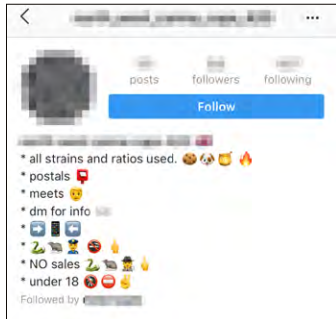 posts followers following
Follow
* all strains and ratios used. 🍪🐶🍯 🔥
* postals 📮
* meets 👨
* dm for info
* ➡️📱⬅️
* 🐍🐀👮🚭🖕
* NO sales 🐍🐀🕵️🖕
* under 18 🚭⛔✌️
Followed by